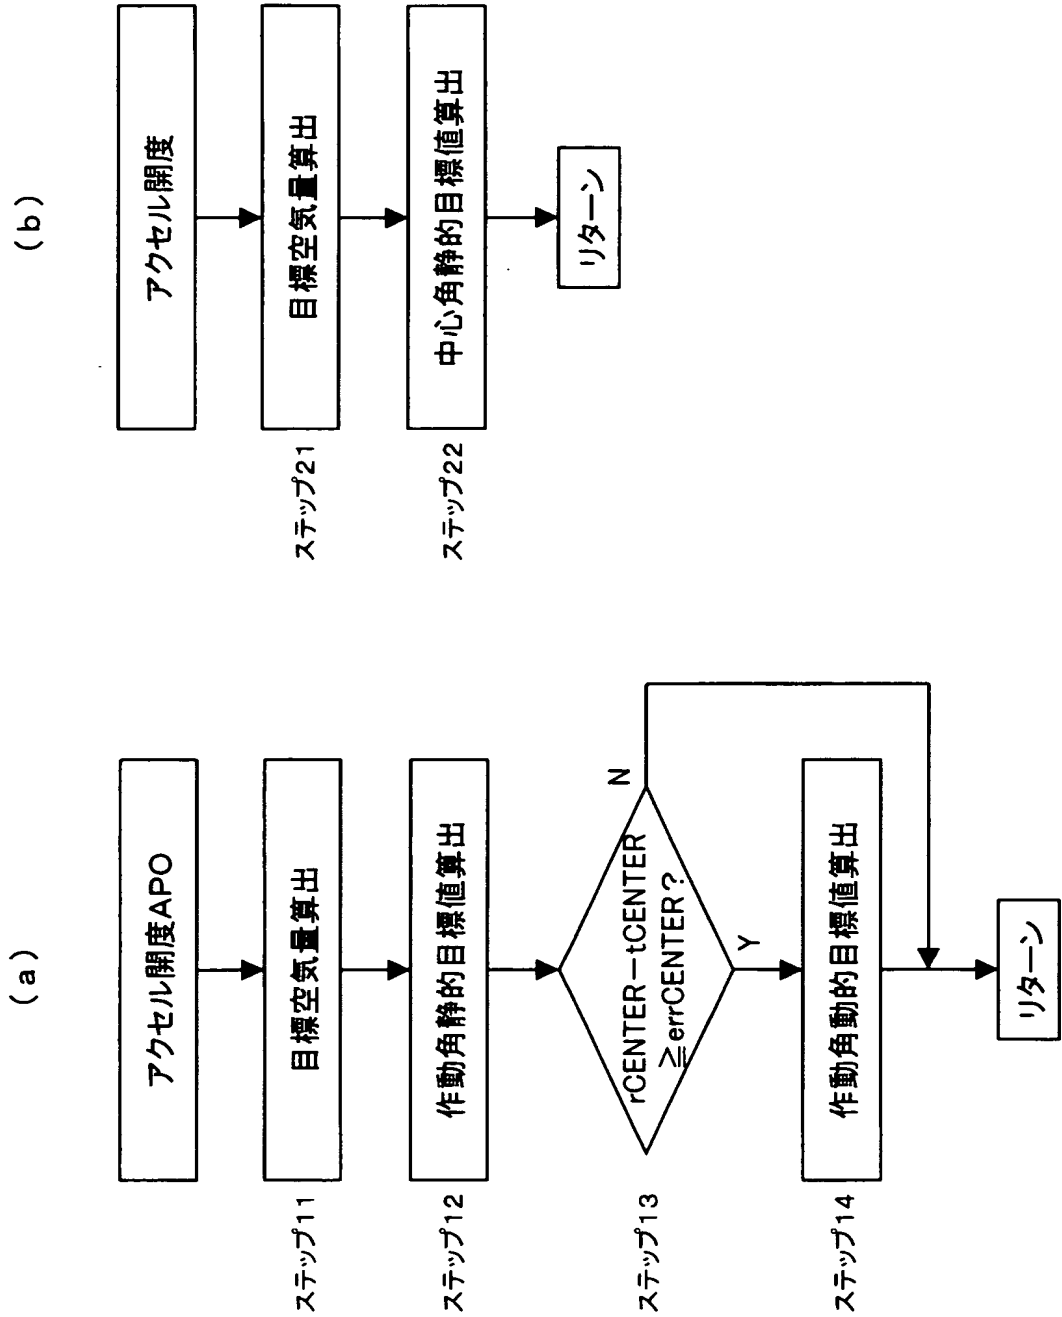 (a)
アクセル開度APO
ステップ11
目標空気量算出
ステップ12
作動角静的目標値算出
ステップ13
rCENTER－tCENTER
≧errCENTER?
N
Y
ステップ14
作動角動的目標値算出
リターン
(b)
アクセル開度
ステップ21
目標空気量算出
ステップ22
中心角静的目標値算出
リターン